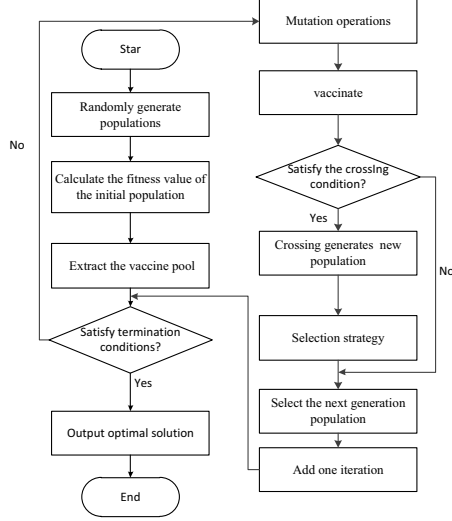 Star
Randomly generate
populations
Calculate the fitness value of
the initial population
Extract the vaccine pool
Satisfy termination
conditions?
No
Yes
Output optimal solution
End
Mutation operations
vaccinate
Satisfy the crossIng
condition?
Yes
No
Crossing generates new
population
Selection strategy
Select the next generation
population
Add one iteration